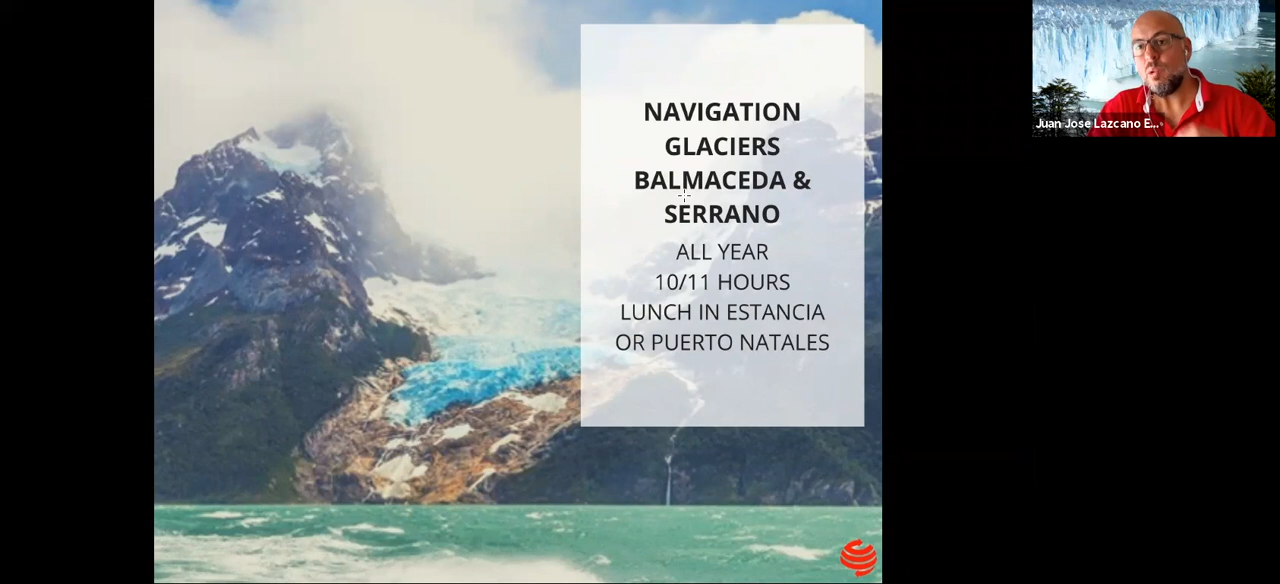 NAVIGATION
GLACIERS
BALMACEDA &
SERRANO
ALL YEAR
10/11 HOURS
LUNCH IN ESTANCIA
OR PUERTO NATALES
Juan Jose Lazcano E...